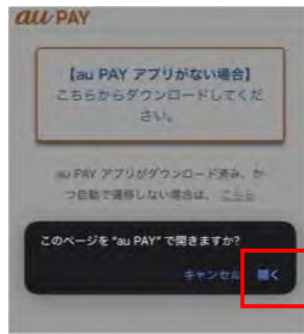 au PAY
【au PAY アプリがない場合】
こちらからダウンロードしてくだ
さい。
au PAY アプリがダウンロード済み、か
つ自動で遷移しない場合は、こちら
このページを "au PAY" で開きますか?
キャンセル 開く